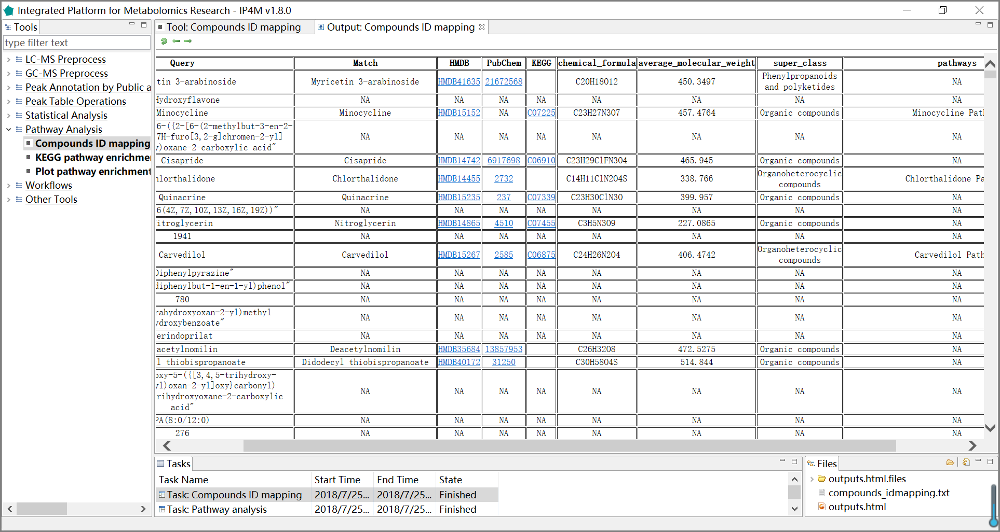 Integrated Platform for Metabolomics Research - IP4M v1.8.0
Tools
type filter text
LC-MS Preprocess
GC-MS Preprocess
Peak Annotation by Public a
Peak Table Operations
Statistical Analysis
Pathway Analysis
Compounds ID mapping
KEGG pathway enrichme
Plot pathway enrichment
Workflows
Other Tools
Tool: Compounds ID mapping
Output: Compounds ID mapping
Query Match HMDB PubChem KEGG chemical_formula average_molecular_weight super_class pathways
tin 3-arabinoside Myricetin 3-arabinoside HMDB41635 21672568 C20H18O12 450.3497 Phenylpropanoids and polyketides NA
Hydroxyflavone NA NA NA NA NA NA NA NA
Minocycline Minocycline HMDB15152 NA C07225 C23H27N3O7 457.4764 Organic compounds Minocycline Pat
6-({2-[6-(2-methylbut-3-en-2-
7H-furo[3,2-g]chromen-2-yl]
y)oxane-2-carboxylic acid" NA NA NA NA NA NA NA NA
Cisapride Cisapride HMDB14742 6917698 C06910 C23H29ClFN3O4 465.945 Organic compounds NA
hlorthalidone Chlorthalidone HMDB14455 2732 C14H11ClN2O4S 338.766 Organoheterocyclic compounds Chlorthalidone Pa
Quinacrine Quinacrine HMDB15235 237 C07339 C23H30ClN3O 399.957 Organic compounds NA
6(4Z,7Z,10Z,13Z,16Z,19Z))" NA NA NA NA NA NA NA NA
Nitroglycerin Nitroglycerin HMDB14865 4510 C07455 C3H5N3O9 227.0865 Organic compounds NA
1941 NA NA NA NA NA NA NA NA
Carvedilol Carvedilol HMDB15267 2585 C06875 C24H26N2O4 406.4742 Organoheterocyclic compounds Carvedilol Path
Diphenylpyrazine" NA NA NA NA NA NA NA NA
diphenylbut-1-en-1-yl)phenol" NA NA NA NA NA NA NA NA
780 NA NA NA NA NA NA NA NA
rahydroxyoxan-2-yl)methyl
ydroxybenzoate" NA NA NA NA NA NA NA NA
Perindoprilat NA NA NA NA NA NA NA NA
eacetylnomilin Deacetylnomilin HMDB35684 13857953 C26H32O8 472.5275 Organic compounds NA
yl thiobispropanoate Didodecyl thiobispropanoate HMDB40172 31250 C30H58O4S 514.844 Organic compounds NA
oxy-5-({[3,4,5-trihydroxy-
yl)oxan-2-yl]oxy}carbonyl)
rihydroxyoxane-2-carboxylic
acid" NA NA NA NA NA NA NA NA
PA(8:0/12:0) NA NA NA NA NA NA NA NA
276 NA NA NA NA NA NA NA NA
Tasks
Task Name Start Time End Time State
Task: Compounds ID mapping 2018/7/25... 2018/7/25... Finished
Task: Pathway analysis 2018/7/25... 2018/7/25... Finished
Files
outputs.html.files
compounds_idmapping.txt
outputs.html